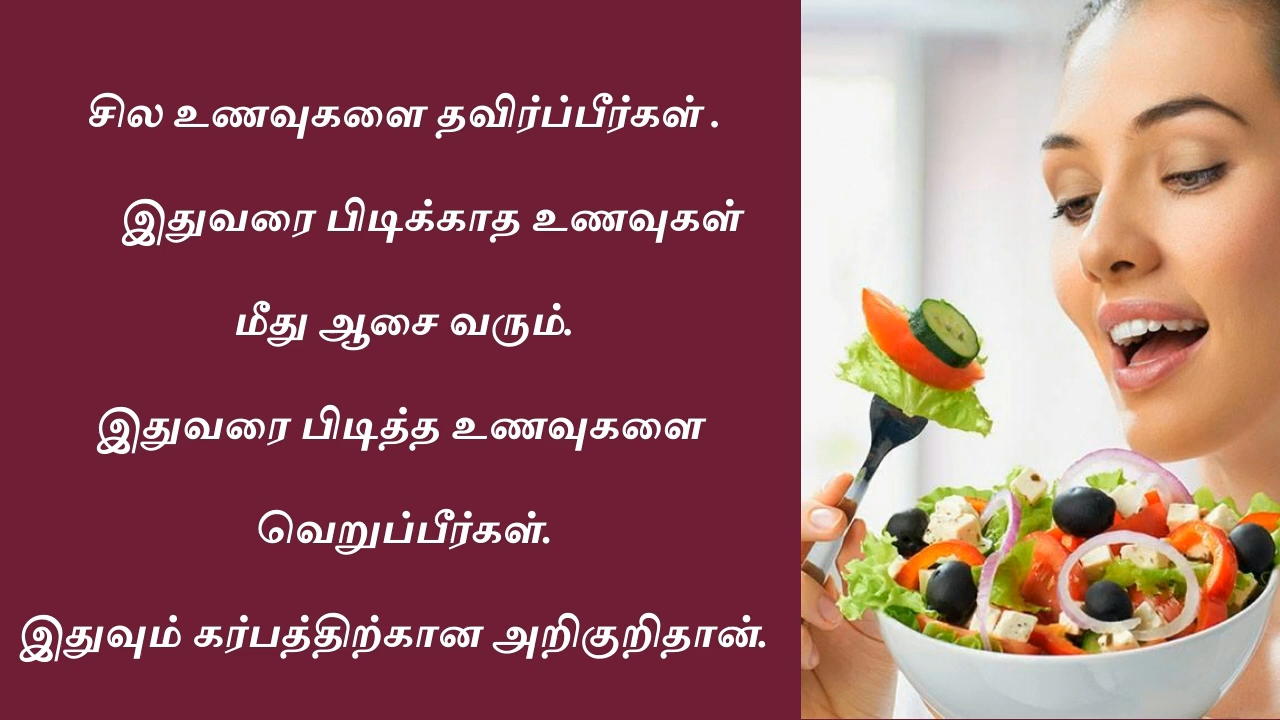 சில உணவுகளை தவிர்ப்பீர்கள் .
இதுவரை பிடிக்காத உணவுகள்
மீது ஆசை வரும்.
இதுவரை பிடித்த உணவுகளை
வெறுப்பீர்கள்.
இதுவும் கர்பத்திற்கான அறிகுறிதான்.